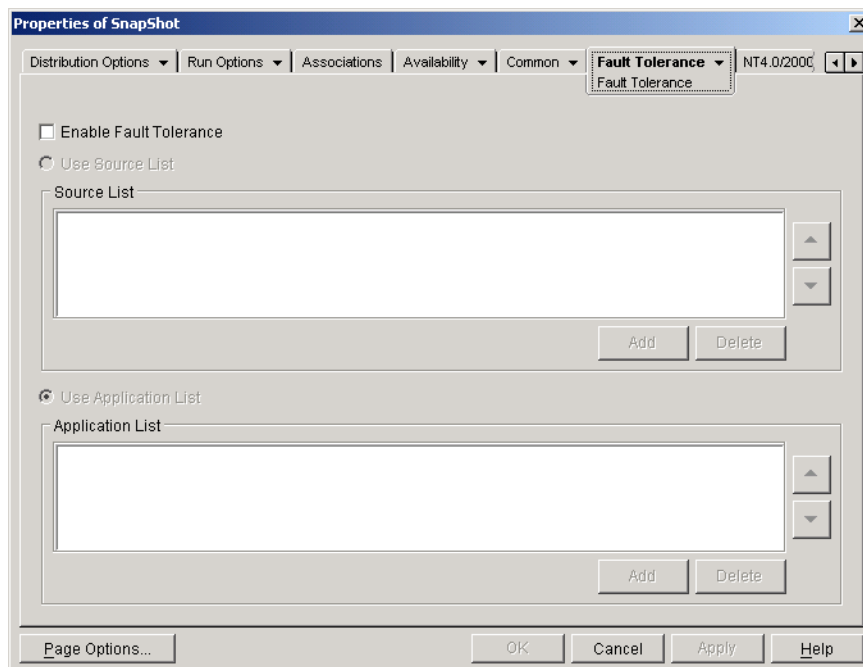 Properties of SnapShot
Distribution Options Run Options Associations Availability Common Fault Tolerance NT4.0/2000
Fault Tolerance
Enable Fault Tolerance
Use Source List
Source List
Add Delete
Use Application List
Application List
Add Delete
Page Options... OK Cancel Apply Help